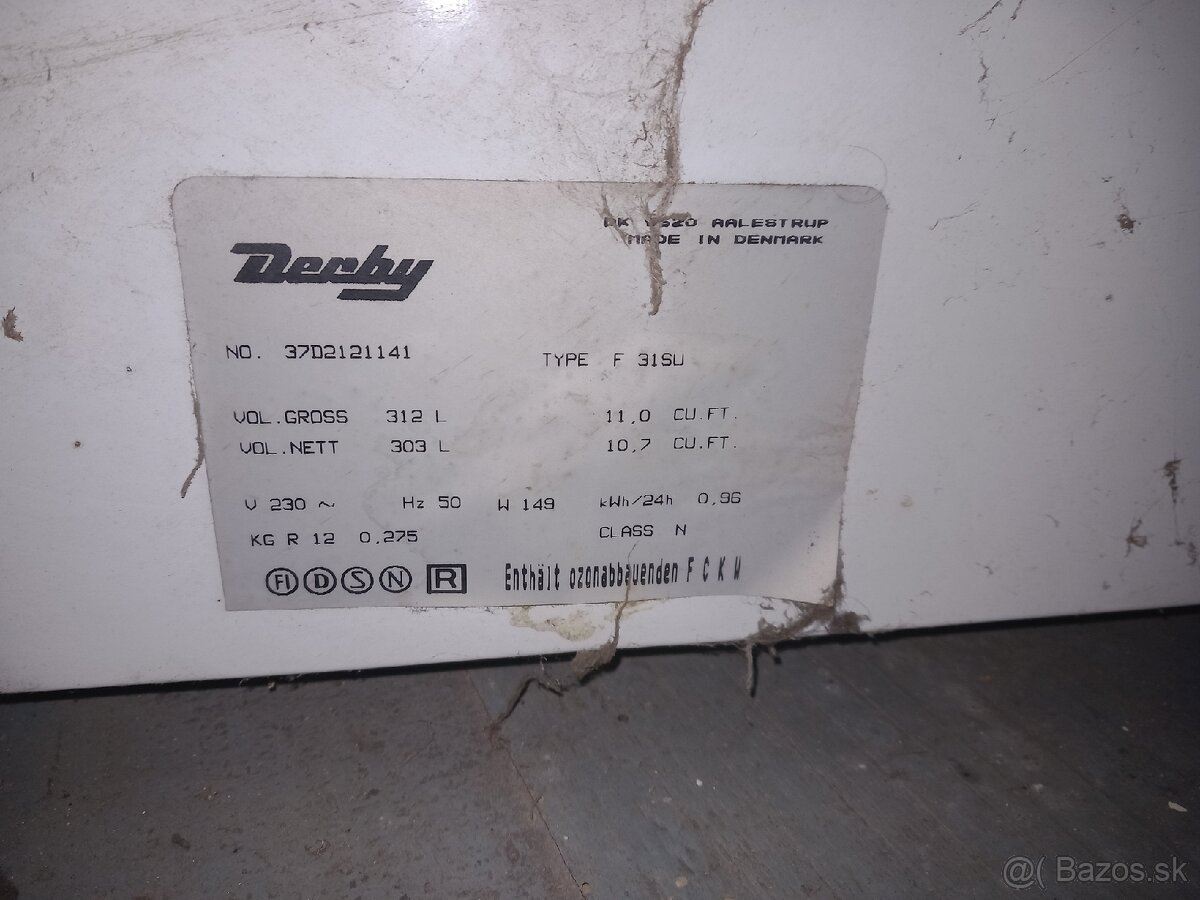 DK 9620 AALESTRUP
MADE IN DENMARK
Derby
NO. 37D2121141 TYPE F 31SU
VOL.GROSS 312 L 11,0 CU.FT.
VOL.NETT 303 L 10,7 CU.FT.
V 230 ~ Hz 50 W 149 kWh/24h 0,96
KG R 12 0,275 CLASS N
FI D S N R Enthält ozonabbauenden F C K W
@( Bazos.sk